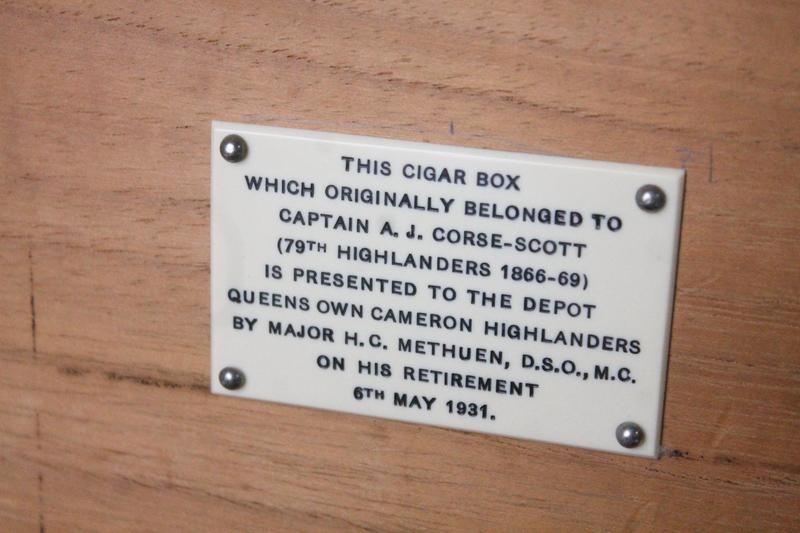 THIS CIGAR BOX
WHICH ORIGINALLY BELONGED TO
CAPTAIN A. J. CORSE-SCOTT
(79TH HIGHLANDERS 1866-69)
IS PRESENTED TO THE DEPOT
QUEENS OWN CAMERON HIGHLANDERS
BY MAJOR H.C. METHUEN, D.S.O., M.C.
ON HIS RETIREMENT
6TH MAY 1931.